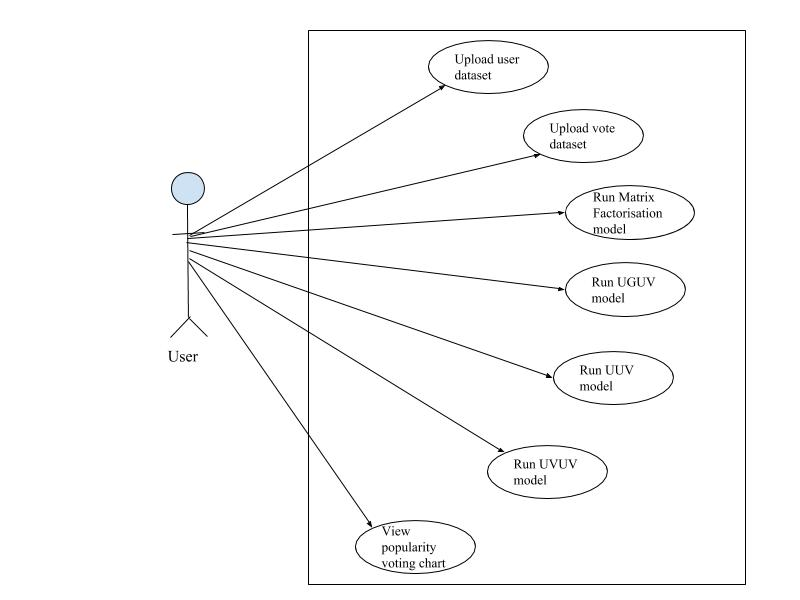 Upload user
dataset
Upload vote
dataset
Run Matrix
Factorisation
model
Run UGUV
model
User
Run UUV
model
Run UVUV
model
View
popularity
voting chart